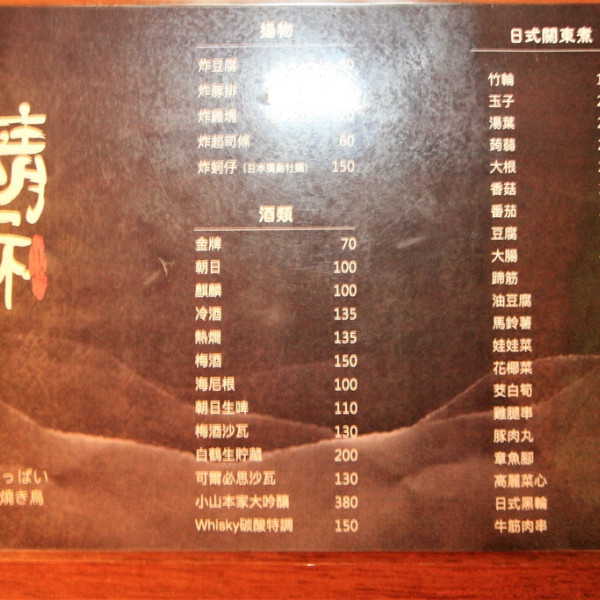 精
杯
っぱい
焼き鳥
揚物
炸豆腐
炸豚排
炸雞塊
炸起司條 60
炸蚵仔（日本廣島牡蠣） 150
酒類
金牌 70
朝日 100
麒麟 100
冷酒 135
熱燗 135
梅酒 150
海尼根 100
朝日生啤 110
梅酒沙瓦 130
白鶴生貯藏 200
可爾必思沙瓦 130
小山本家大吟釀 380
Whisky碳酸特調 150
日式關東煮
竹輪
玉子
湯葉
蒟蒻
大根
香菇
番茄
豆腐
大腸
蹄筋
油豆腐
馬鈴薯
娃娃菜
花椰菜
茭白筍
雞腿串
豚肉丸
章魚腳
高麗菜心
日式黑輪
牛筋肉串